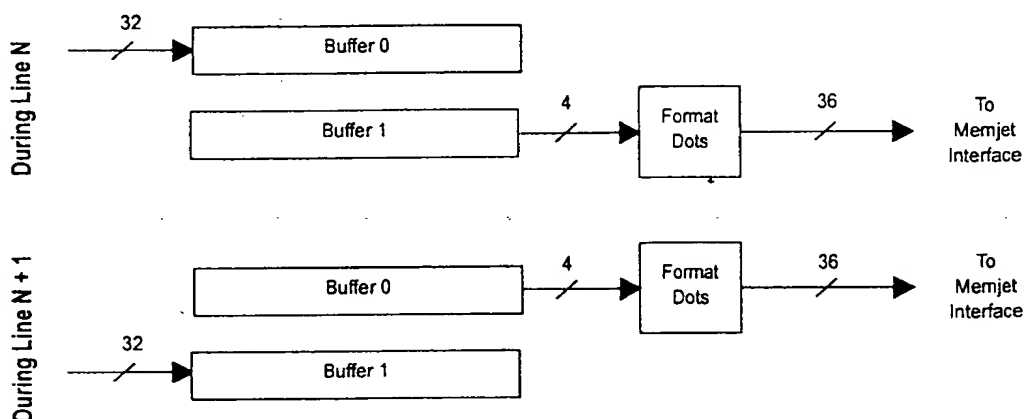 During Line N
32
Buffer 0
Buffer 1
4
Format
Dots
36
To
Memjet
Interface
During Line N + 1
Buffer 0
4
Format
Dots
36
To
Memjet
Interface
32
Buffer 1